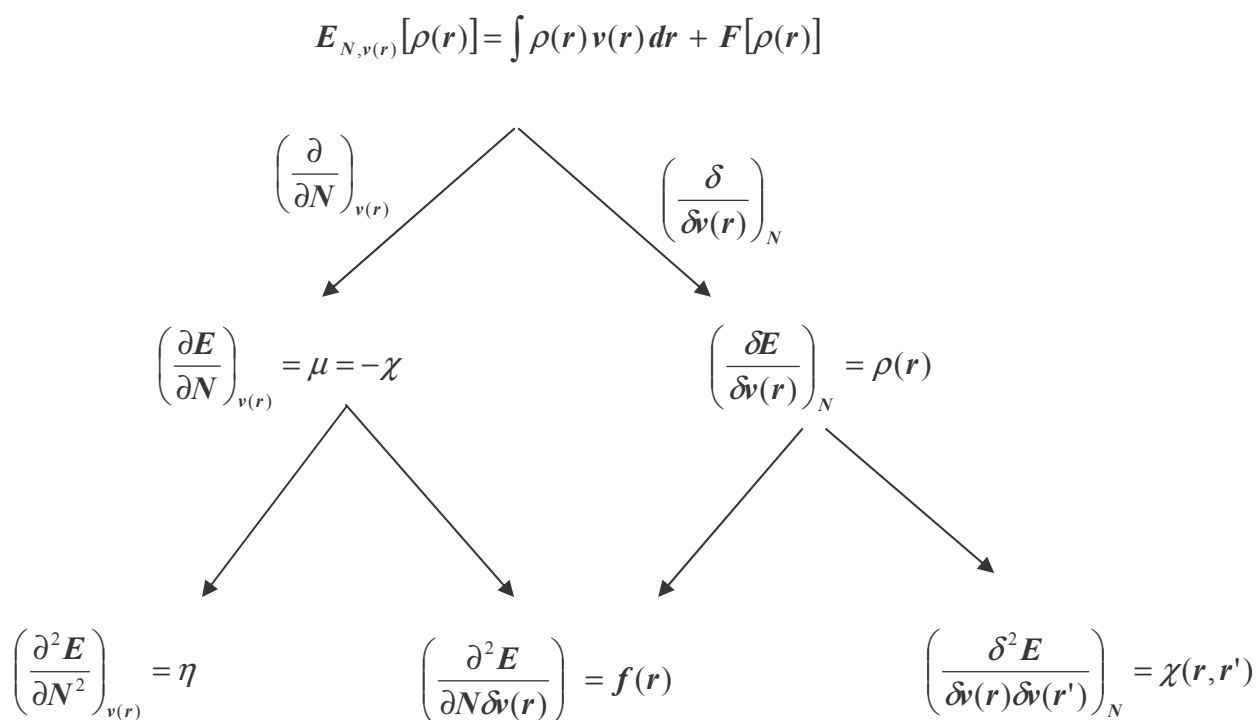 E_{N,v(r)}[ρ(r)] = ∫ ρ(r) v(r) dr + F[ρ(r)]
(∂/∂N)_{v(r)} (δ/δv(r))_N
(∂E/∂N)_{v(r)} = μ = −χ (δE/δv(r))_N = ρ(r)
(∂²E/∂N²)_{v(r)} = η (∂²E/∂Nδv(r)) = f(r) (δ²E/δv(r)δv(r'))_N = χ(r,r')